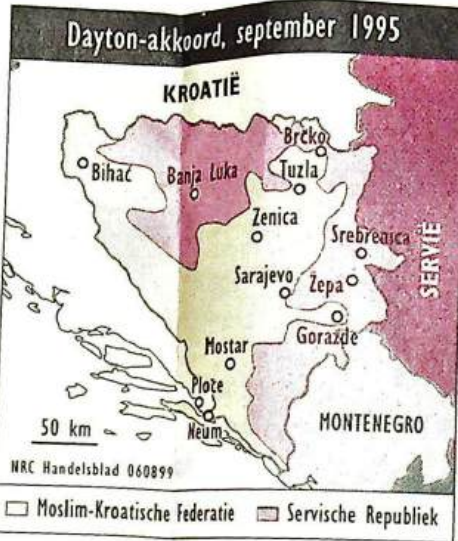 Dayton-akkoord, september 1995
KROATIË
Brčko
Bihać
Banja Luka
Tuzla
Zenica
Srebrenica
SERVIË
Sarajevo
Žepa
Goražde
Mostar
Ploče
Neum
50 km
MONTENEGRO
NRC Handelsblad 060899
Moslim-Kroatische Federatie
Servische Republiek